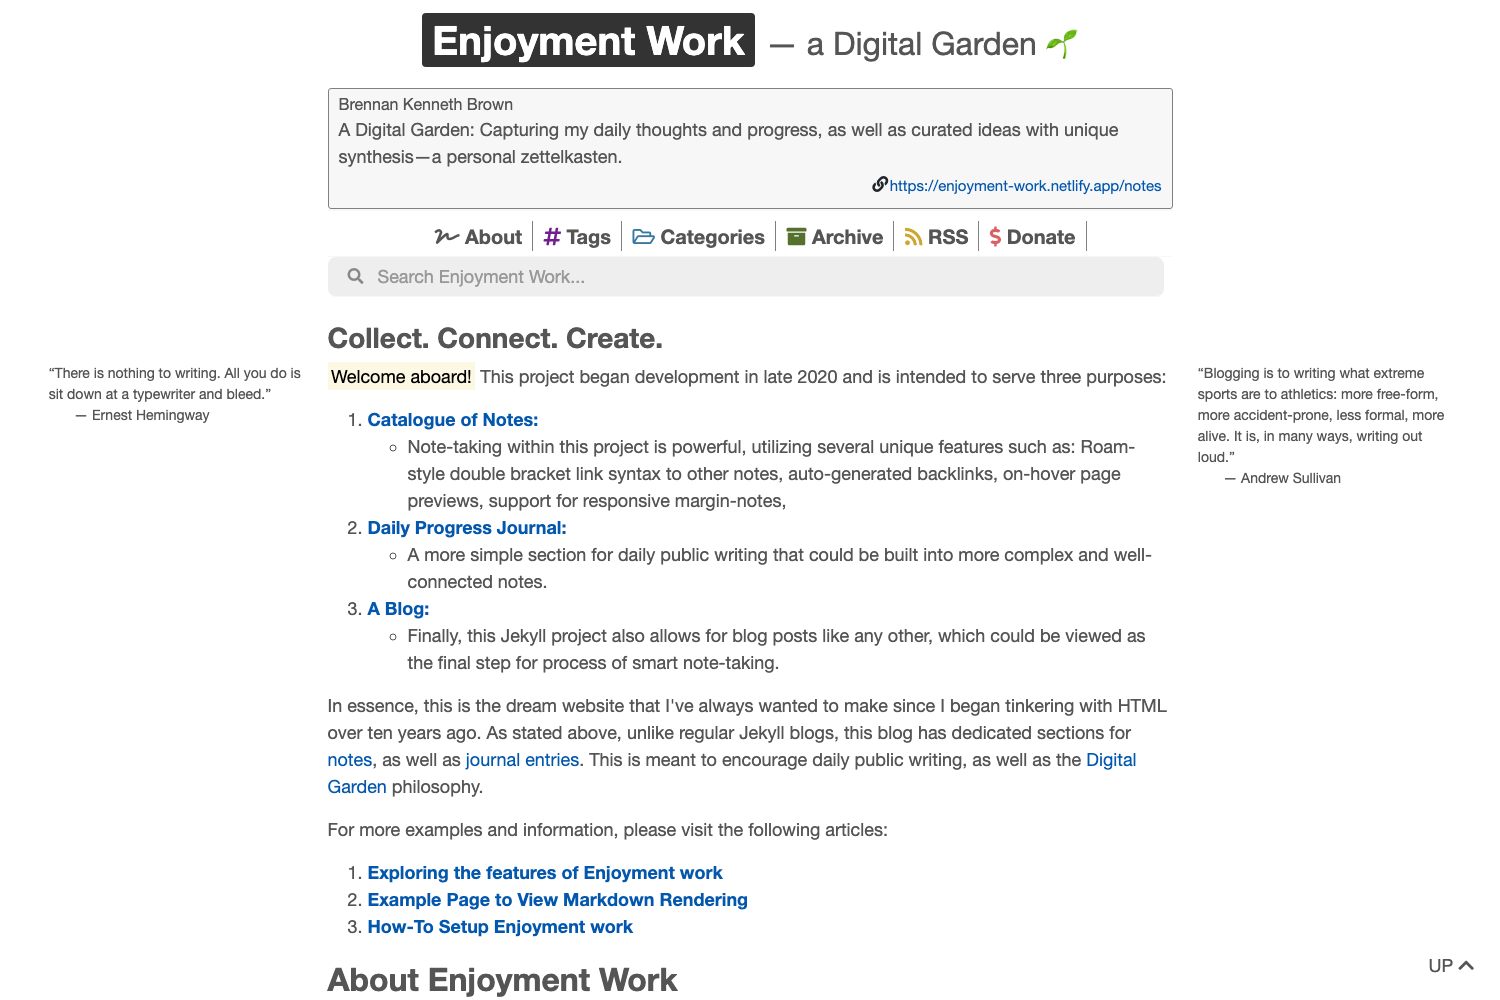 Enjoyment Work — a Digital Garden 🌱
Brennan Kenneth Brown
A Digital Garden: Capturing my daily thoughts and progress, as well as curated ideas with unique
synthesis—a personal zettelkasten.
https://enjoyment-work.netlify.app/notes
About # Tags Categories Archive RSS $ Donate
Search Enjoyment Work...
Collect. Connect. Create.
Welcome aboard! This project began development in late 2020 and is intended to serve three purposes:
1. Catalogue of Notes:
◦ Note-taking within this project is powerful, utilizing several unique features such as: Roam-
style double bracket link syntax to other notes, auto-generated backlinks, on-hover page
previews, support for responsive margin-notes,
2. Daily Progress Journal:
◦ A more simple section for daily public writing that could be built into more complex and well-
connected notes.
3. A Blog:
◦ Finally, this Jekyll project also allows for blog posts like any other, which could be viewed as
the final step for process of smart note-taking.
In essence, this is the dream website that I've always wanted to make since I began tinkering with HTML
over ten years ago. As stated above, unlike regular Jekyll blogs, this blog has dedicated sections for
notes, as well as journal entries. This is meant to encourage daily public writing, as well as the Digital
Garden philosophy.
For more examples and information, please visit the following articles:
1. Exploring the features of Enjoyment work
2. Example Page to View Markdown Rendering
3. How-To Setup Enjoyment work
About Enjoyment Work
“There is nothing to writing. All you do is
sit down at a typewriter and bleed.”
— Ernest Hemingway
“Blogging is to writing what extreme
sports are to athletics: more free-form,
more accident-prone, less formal, more
alive. It is, in many ways, writing out
loud.”
— Andrew Sullivan
UP